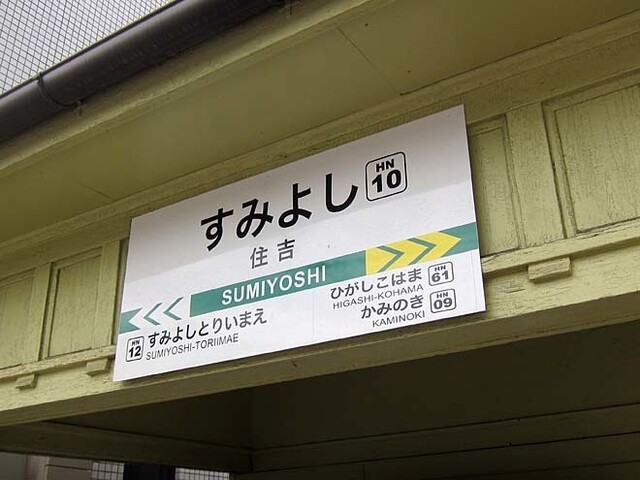 すみよし HN 10
住吉
SUMIYOSHI
HN 12 すみよしとりいまえ
SUMIYOSHI-TORIIMAE
ひがしこはま HN 61
HIGASHI-KOHAMA
かみのき HN 09
KAMINOKI